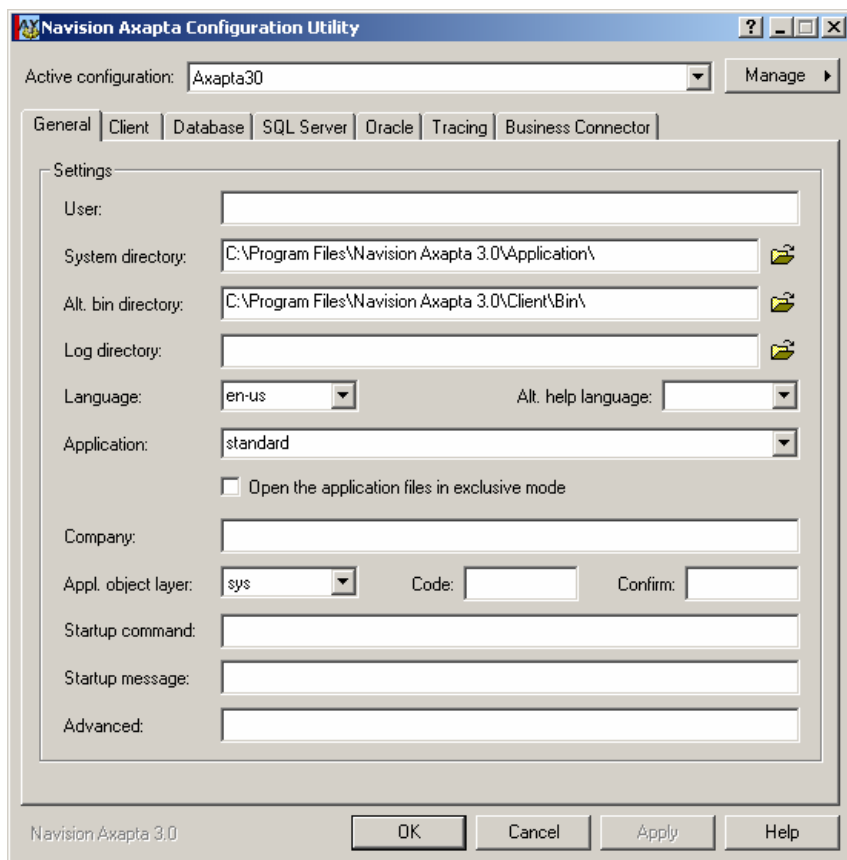 Navision Axapta Configuration Utility
Active configuration: Axapta30 Manage
General Client Database SQL Server Oracle Tracing Business Connector
Settings
User:
System directory: C:\Program Files\Navision Axapta 3.0\Application\
Alt. bin directory: C:\Program Files\Navision Axapta 3.0\Client\Bin\
Log directory:
Language: en-us Alt. help language:
Application: standard
Open the application files in exclusive mode
Company:
Appl. object layer: sys Code: Confirm:
Startup command:
Startup message:
Advanced:
Navision Axapta 3.0 OK Cancel Apply Help